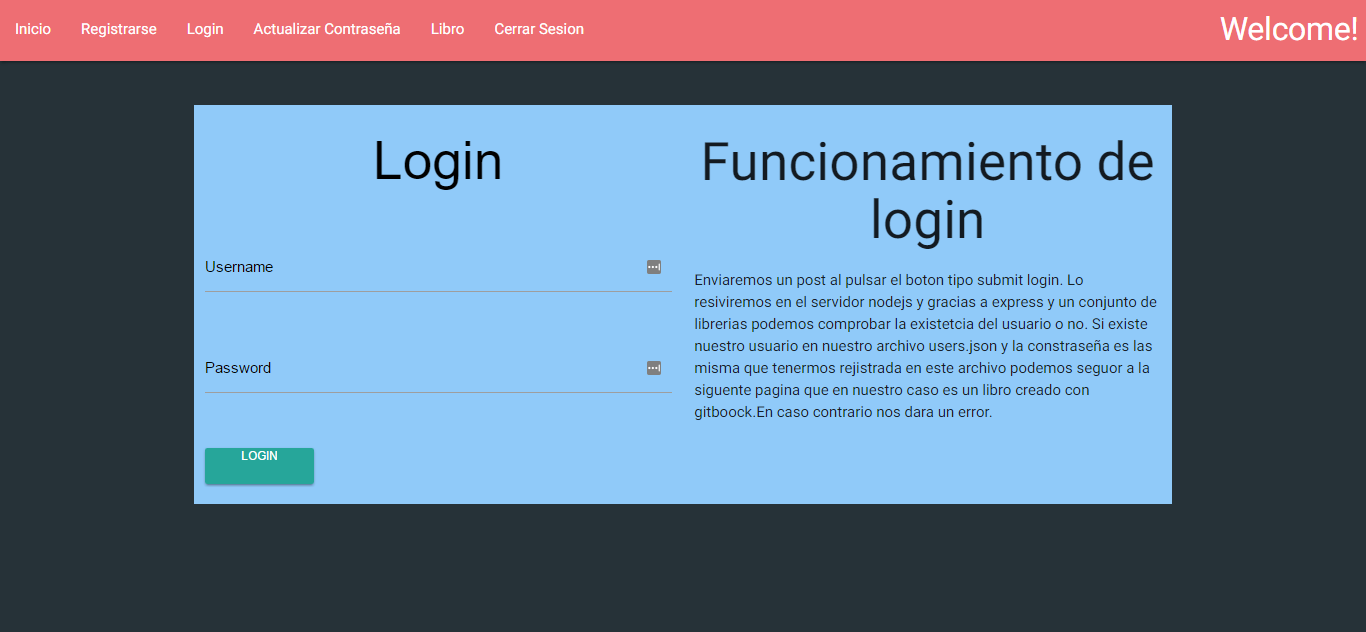 Inicio Registrarse Login Actualizar Contraseña Libro Cerrar Sesion Welcome!
Login
Username
Password
LOGIN
Funcionamiento de
login
Enviaremos un post al pulsar el boton tipo submit login. Lo
resiviremos en el servidor nodejs y gracias a express y un conjunto de
librerias podemos comprobar la existetcia del usuario o no. Si existe
nuestro usuario en nuestro archivo users.json y la constraseña es las
misma que tenermos rejistrada en este archivo podemos seguor a la
siguente pagina que en nuestro caso es un libro creado con
gitboock.En caso contrario nos dara un error.